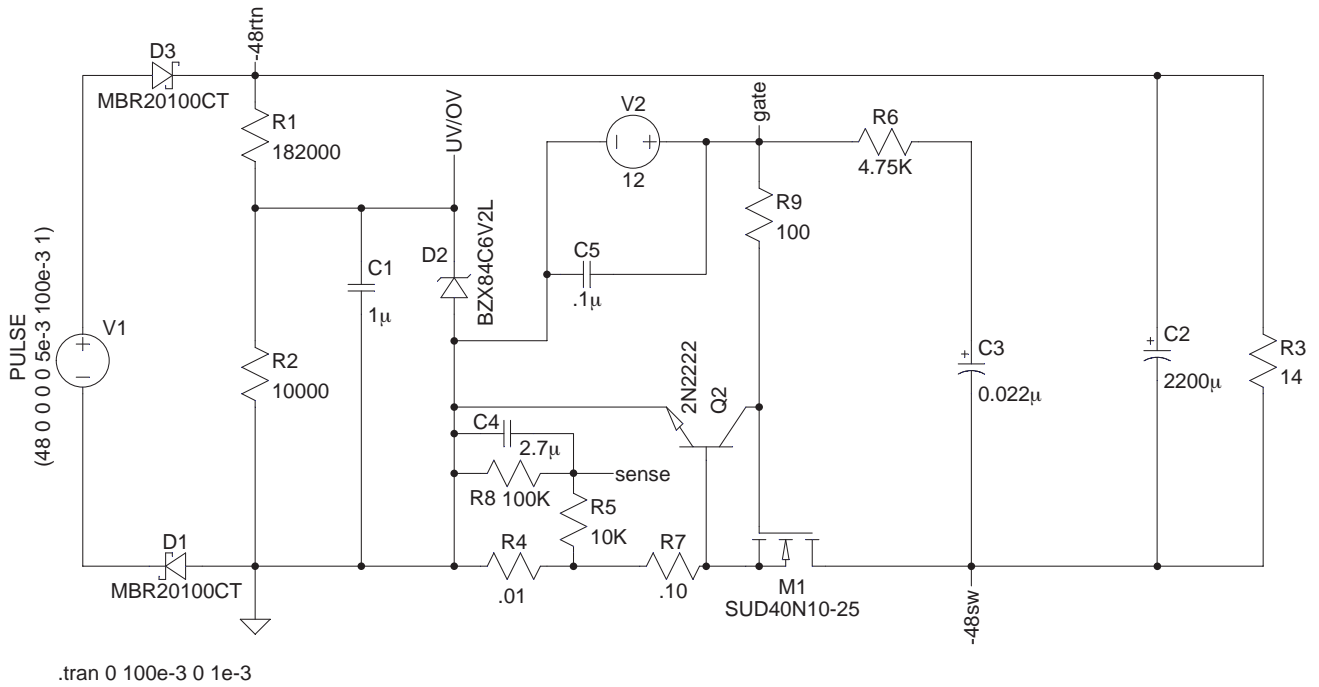 -48rtn
D3
MBR20100CT
R1
182000
UV/OV
V2
12
gate
R6
4.75K
R9
100
C5
.1µ
D2
BZX84C6V2L
C1
1µ
PULSE
(48 0 0 0 0 5e-3 100e-3 1)
V1
R2
10000
2N2222
Q2
C3
0.022µ
C2
2200µ
R3
14
C4
2.7µ
sense
R8 100K
R5
10K
D1
MBR20100CT
R4
.01
R7
.10
M1
SUD40N10-25
-48sw
.tran 0 100e-3 0 1e-3